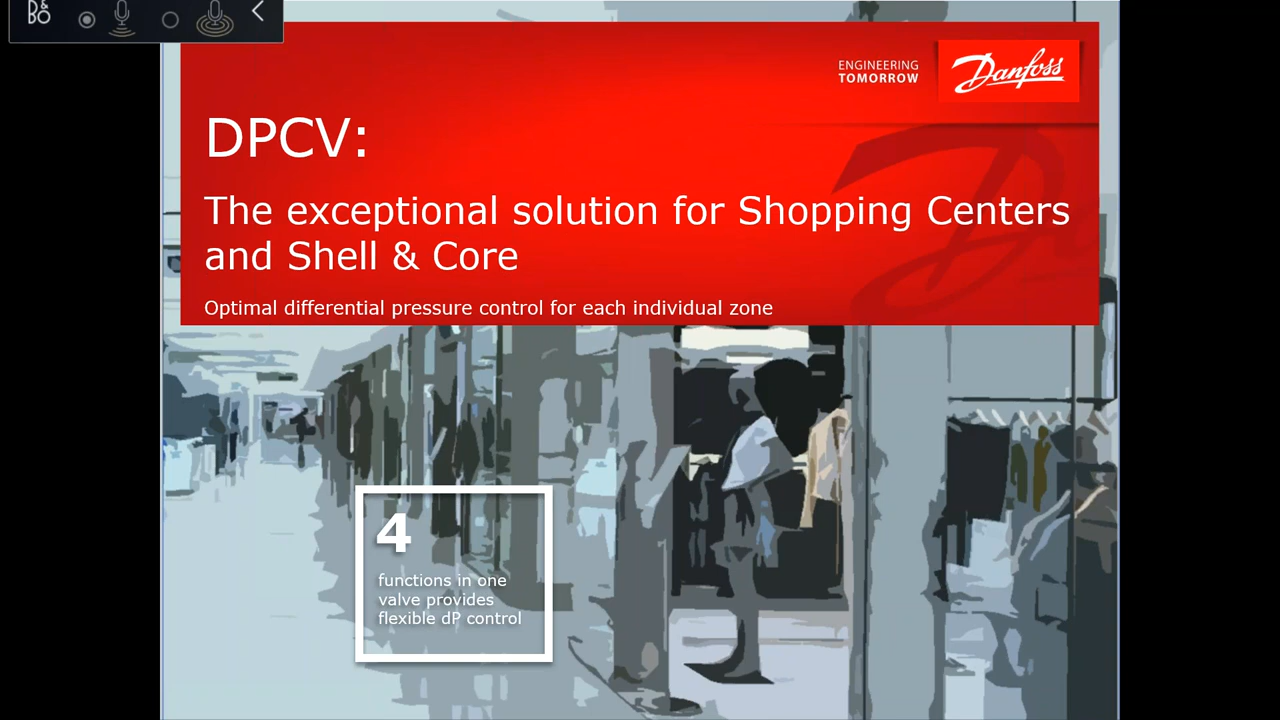 ENGINEERING
TOMORROW
Danfoss
DPCV:
The exceptional solution for Shopping Centers
and Shell & Core
Optimal differential pressure control for each individual zone
4
functions in one
valve provides
flexible dP control